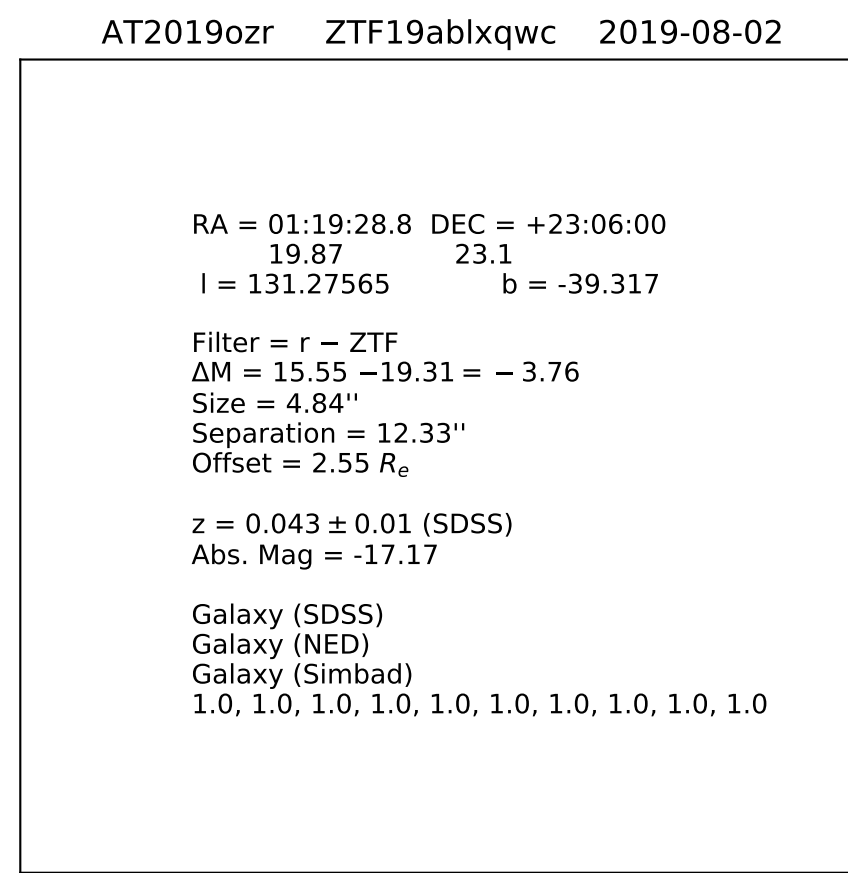 AT2019ozr ZTF19ablxqwc 2019-08-02
RA = 01:19:28.8 DEC = +23:06:00
19.87 23.1
l = 131.27565 b = -39.317
Filter = r − ZTF
ΔM = 15.55 −19.31 = − 3.76
Size = 4.84''
Separation = 12.33''
Offset = 2.55 Re
z = 0.043 ± 0.01 (SDSS)
Abs. Mag = -17.17
Galaxy (SDSS)
Galaxy (NED)
Galaxy (Simbad)
1.0, 1.0, 1.0, 1.0, 1.0, 1.0, 1.0, 1.0, 1.0, 1.0